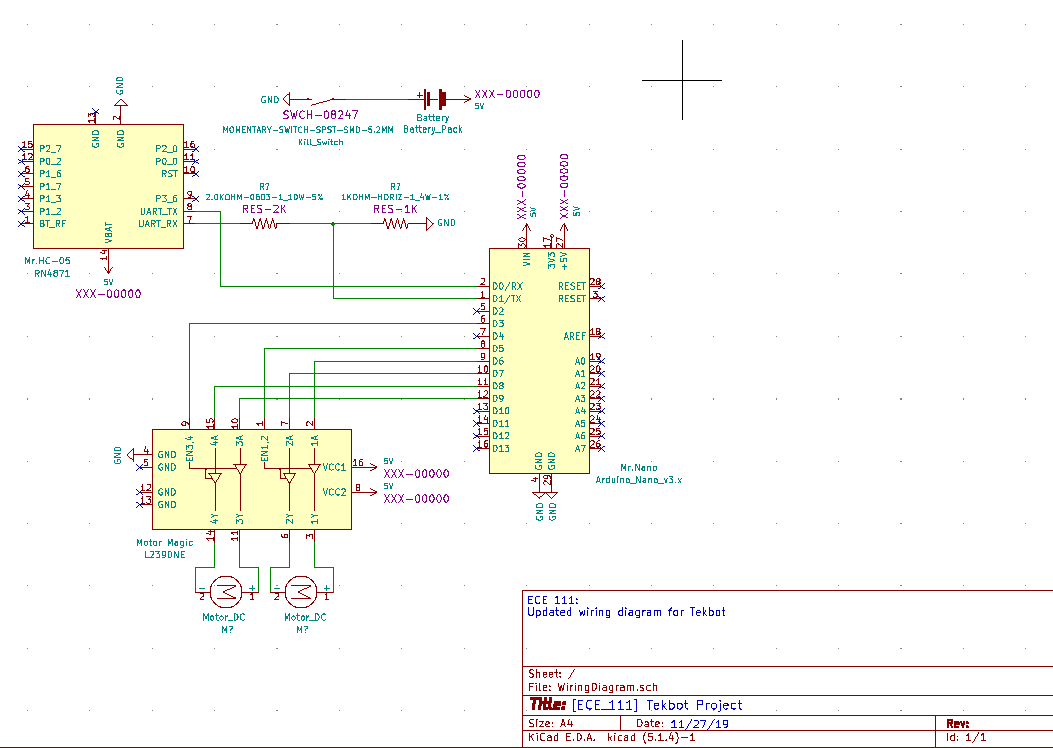 GND
GND
SWCH-08247
MOMENTARY-SWITCH-SPST-SMD-5.2MM
Kill_Switch
+
Battery
Battery_Pack
XXX-00000
5V
13
2
GND
GND
15 P2_7
12 P0_2
6 P1_6
5 P1_7
4 P1_3
3 P1_2
1 BT_RF
P2_0 16
P0_0 11
RST 10
P3_6 9
UART_TX 8
UART_RX 7
VBAT
14
Mr.HC-05
RN4871
5V
XXX-00000
R?
2.0KOHM-0603-1_10W-5%
RES-2K
R?
1KOHM-HORIZ-1_4W-1%
RES-1K
GND
XXX-00000
5V
XXX-00000
5V
30
17
27
VIN
3V3
+5V
2 D0/RX
1 D1/TX
5 D2
6 D3
7 D4
8 D5
9 D6
10 D7
11 D8
12 D9
13 D10
14 D11
15 D12
16 D13
RESET 28
RESET 3
AREF 18
A0 19
A1 20
A2 21
A3 22
A4 23
A5 24
A6 25
A7 26
GND
GND
4
29
GND
GND
Mr.Nano
Arduino_Nano_v3.x
9
15
10
1
7
2
EN3,4
4A
3A
EN1,2
2A
1A
GND
4 GND
5 GND
12 GND
13 GND
VCC1 16
5V
XXX-00000
VCC2 8
5V
XXX-00000
4Y
3Y
2Y
1Y
14
11
6
3
Motor Magic
L239DNE
- M +
2 1
Motor_DC
M?
- M +
2 1
Motor_DC
M?
ECE 111:
Updated wiring diagram for Tekbot
Sheet: /
File: WiringDiagram.sch
Title: [ECE_111] Tekbot Project
Size: A4 Date: 11/27/19 Rev:
KiCad E.D.A. kicad (5.1.4)-1 Id: 1/1